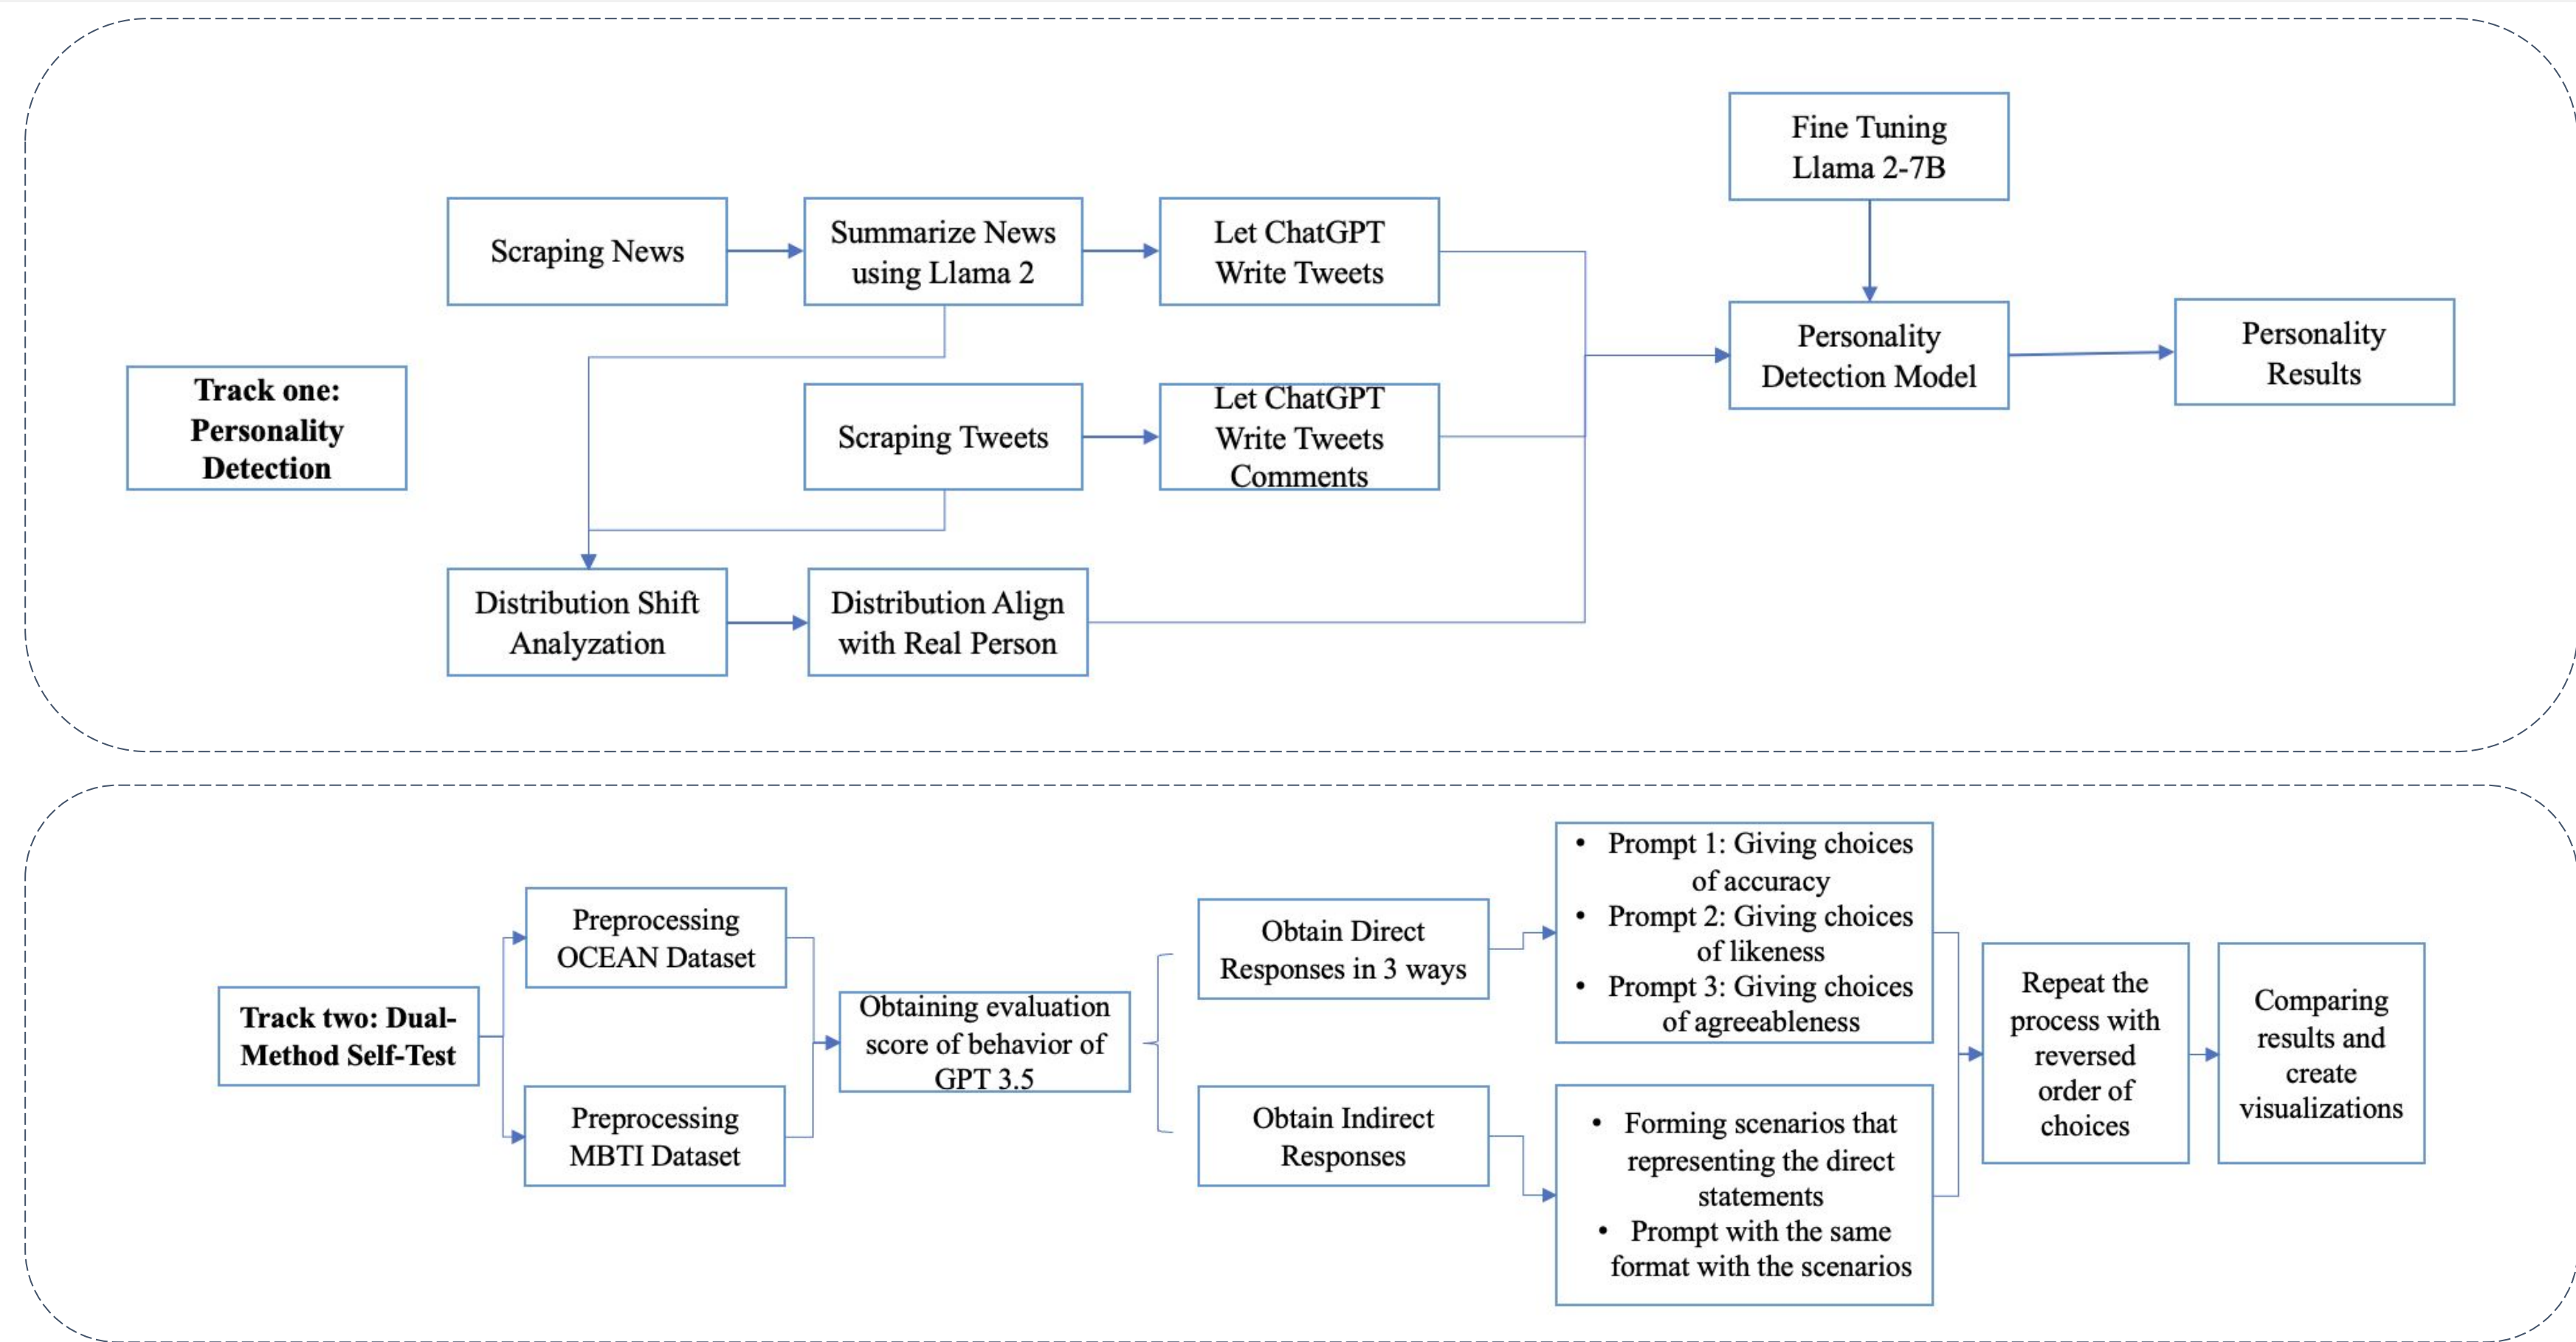 Fine Tuning
Llama 2-7B
Scraping News
Summarize News
using Llama 2
Let ChatGPT
Write Tweets
Personality
Detection Model
Personality
Results
Track one:
Personality
Detection
Scraping Tweets
Let ChatGPT
Write Tweets
Comments
Distribution Shift
Analyzation
Distribution Align
with Real Person
Track two: Dual-
Method Self-Test
Preprocessing
OCEAN Dataset
Preprocessing
MBTI Dataset
Obtaining evaluation
score of behavior of
GPT 3.5
Obtain Direct
Responses in 3 ways
Obtain Indirect
Responses
• Prompt 1: Giving choices
of accuracy
• Prompt 2: Giving choices
of likeness
• Prompt 3: Giving choices
of agreeableness
• Forming scenarios that
representing the direct
statements
• Prompt with the same
format with the scenarios
Repeat the
process with
reversed
order of
choices
Comparing
results and
create
visualizations